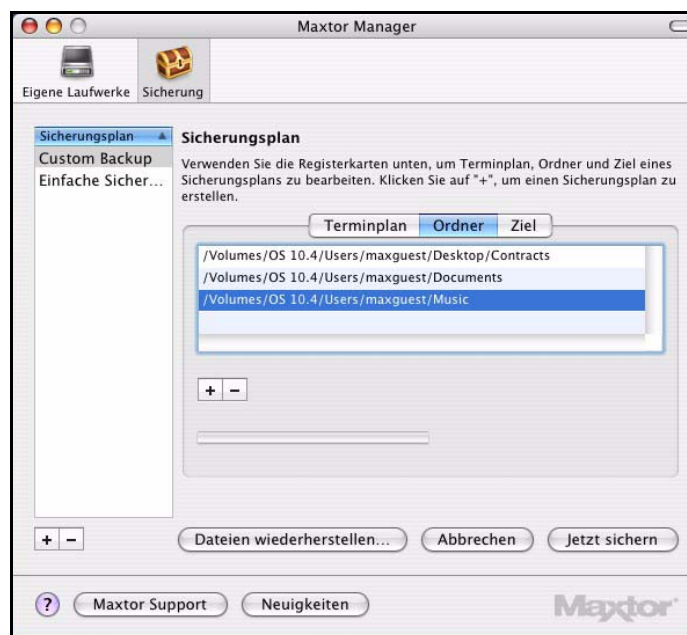 Maxtor Manager
Eigene Laufwerke
Sicherung
Sicherungsplan
Custom Backup
Einfache Sicher...
Sicherungsplan
Verwenden Sie die Registerkarten unten, um Terminplan, Ordner und Ziel eines
Sicherungsplans zu bearbeiten. Klicken Sie auf "+", um einen Sicherungsplan zu
erstellen.
Terminplan
Ordner
Ziel
/Volumes/OS 10.4/Users/maxguest/Desktop/Contracts
/Volumes/OS 10.4/Users/maxguest/Documents
/Volumes/OS 10.4/Users/maxguest/Music
+ −
+ −
Dateien wiederherstellen...
Abbrechen
Jetzt sichern
?
Maxtor Support
Neuigkeiten
Maxtor